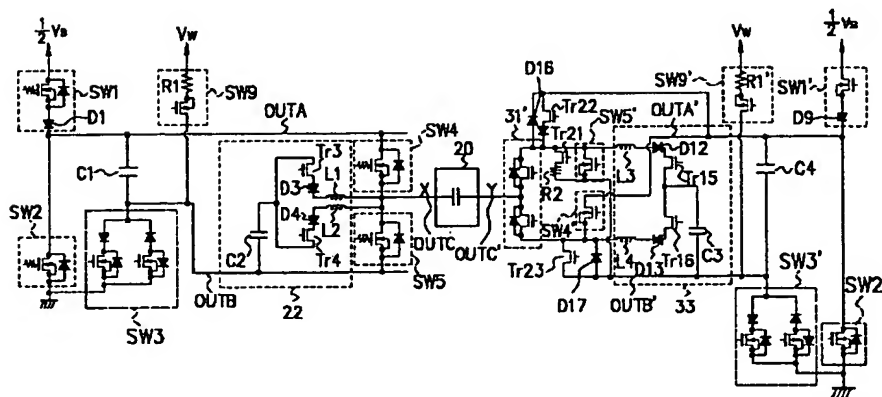 ½ Vs
Vw
Vw
½ Vs
SW1
D1
R1
SW9
OUTA
D16
Tr22
31'
Tr21
SW5'
SW9'
R1'
SW1'
OUTA'
D9
SW4
20
C1
Tr3
D3
L1
L3
D12
C4
R2
Tr15
SW2
C2
D4
L2
Tr4
OUTC
OUTC'
SW4'
L4
D13
Tr16
C3
Tr23
SW3'
SW2
OUTB
SW5
D17
OUTB'
SW3
22
33